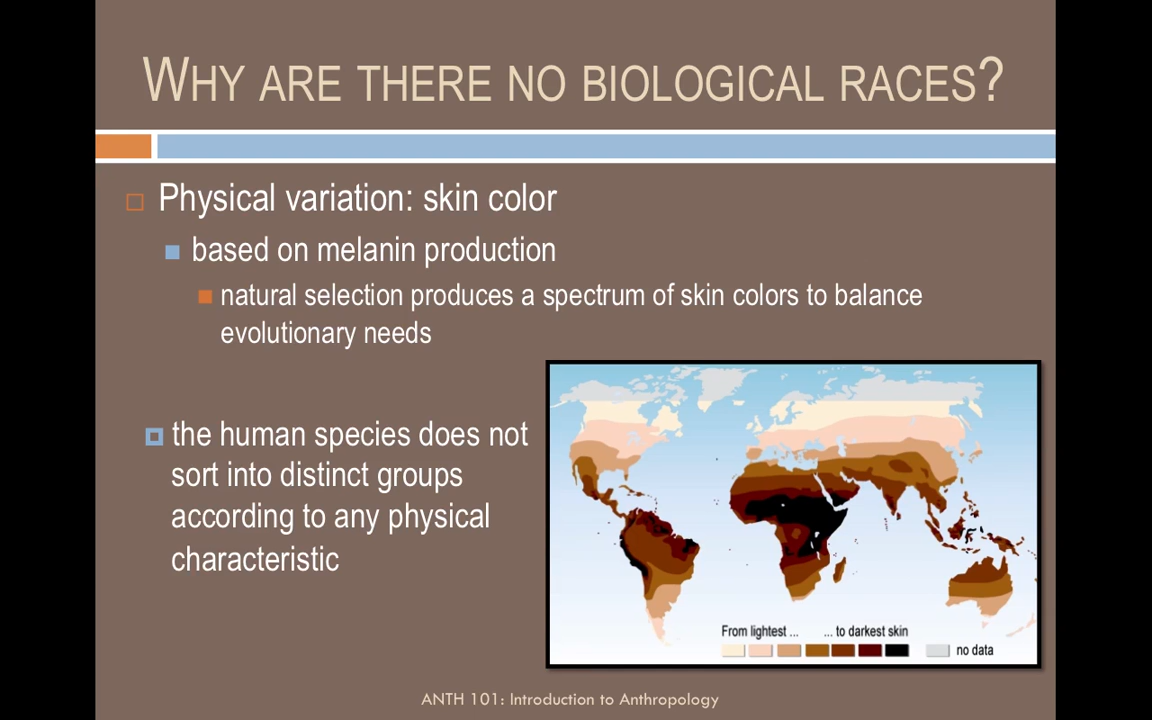 WHY ARE THERE NO BIOLOGICAL RACES?
Physical variation: skin color
based on melanin production
natural selection produces a spectrum of skin colors to balance
evolutionary needs
the human species does not
sort into distinct groups
according to any physical
characteristic
From lightest ... ... to darkest skin
no data
ANTH 101: Introduction to Anthropology